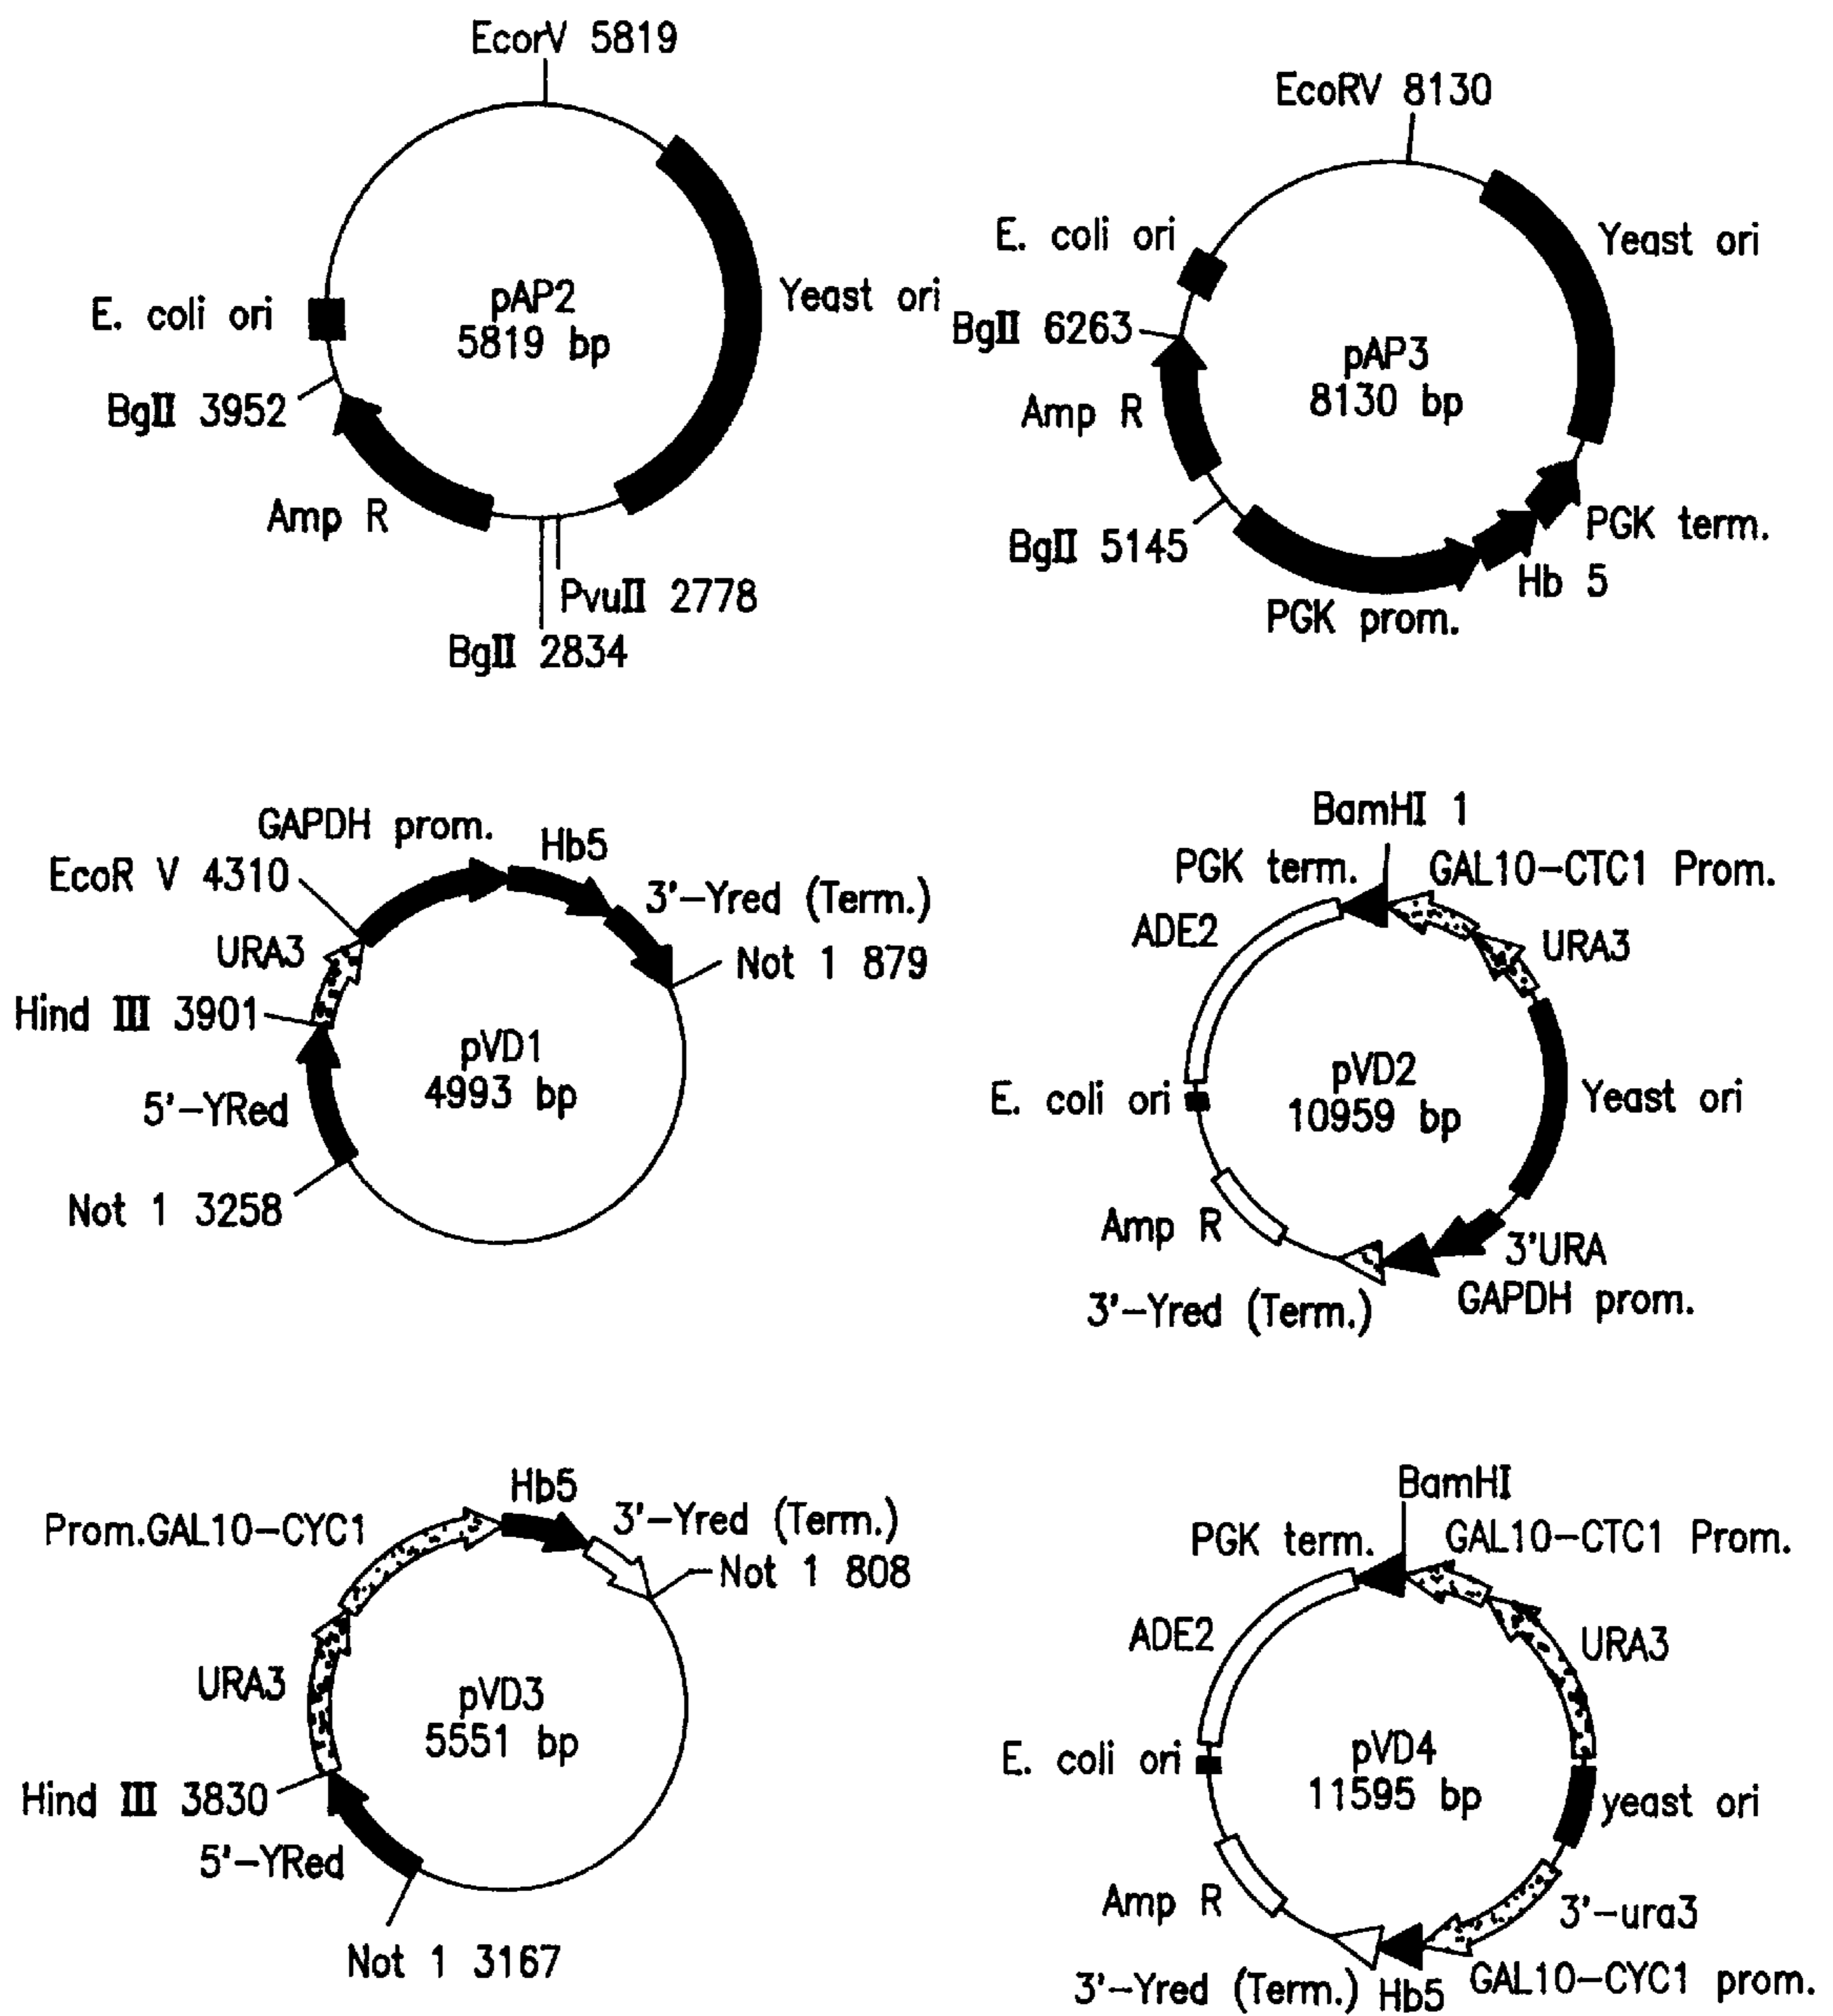 EcorV 5819
E. coli ori
pAP2
5819 bp
Yeast ori
BglII 3952
Amp R
PvuII 2778
BglII 2834
EcoRV 8130
E. coli ori
Yeast ori
BglII 6263
pAP3
8130 bp
Amp R
BglII 5145
PGK term.
Hb 5
PGK prom.
GAPDH prom.
Hb5
EcoR V 4310
3'-Yred (Term.)
URA3
Not 1 879
Hind III 3901
pVD1
4993 bp
5'-YRed
Not 1 3258
BamHI 1
PGK term.
GAL10-CTC1 Prom.
ADE2
URA3
pVD2
10959 bp
E. coli ori
Yeast ori
Amp R
3'URA
GAPDH prom.
3'-Yred (Term.)
Hb5
Prom.GAL10-CYC1
3'-Yred (Term.)
Not 1 808
URA3
pVD3
5551 bp
Hind III 3830
5'-YRed
Not 1 3167
BamHI
PGK term.
GAL10-CTC1 Prom.
ADE2
URA3
pVD4
11595 bp
E. coli ori
yeast ori
Amp R
3'-ura3
GAL10-CYC1 prom.
3'-Yred (Term.)
Hb5